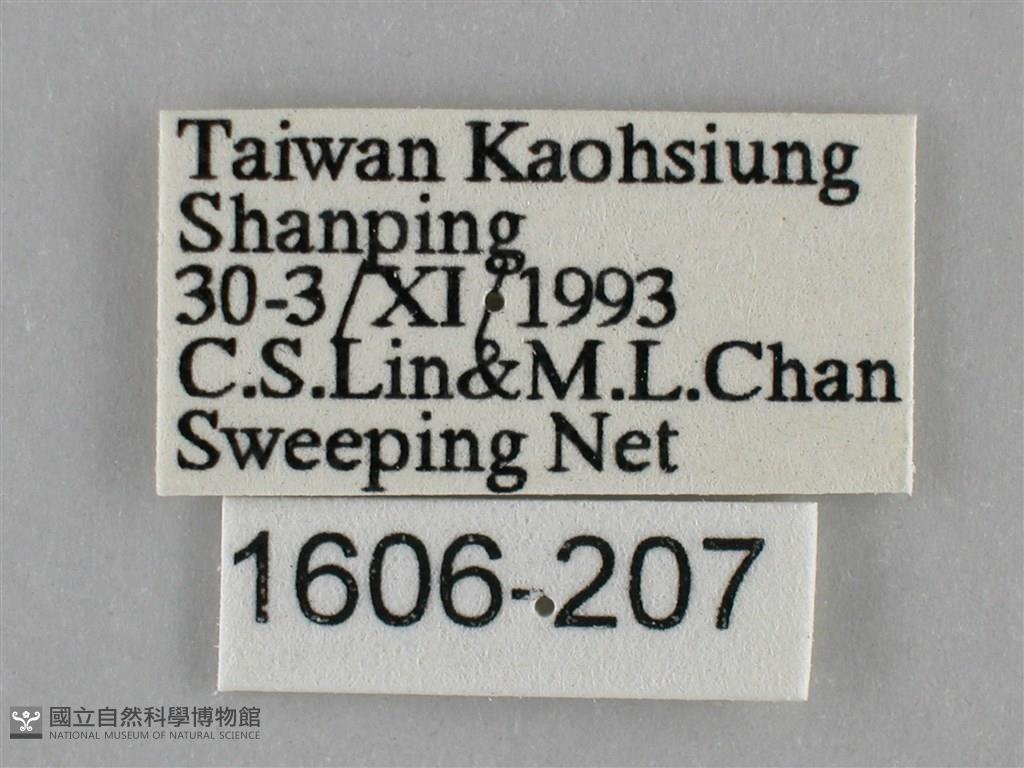 Taiwan Kaohsiung
Shanping
30-3/XI/1993
C.S.Lin&M.L.Chan
Sweeping Net
1606-207
國立自然科學博物館
NATIONAL MUSEUM OF NATURAL SCIENCE